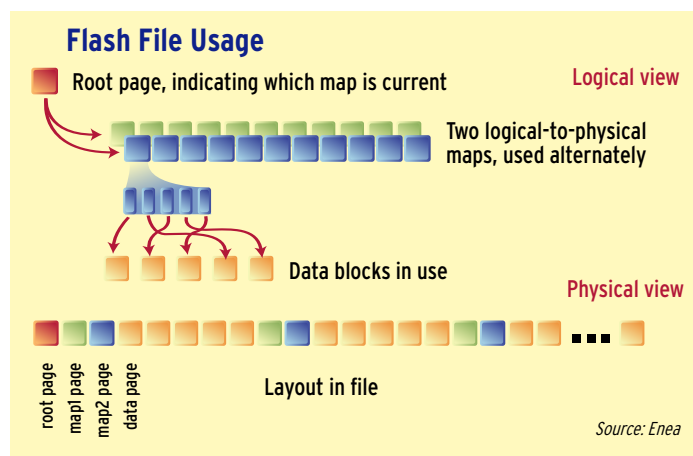 Flash File Usage
Root page, indicating which map is current
Logical view
Two logical-to-physical
maps, used alternately
Data blocks in use
Physical view
root page
map1 page
map2 page
data page
Layout in file
Source: Enea